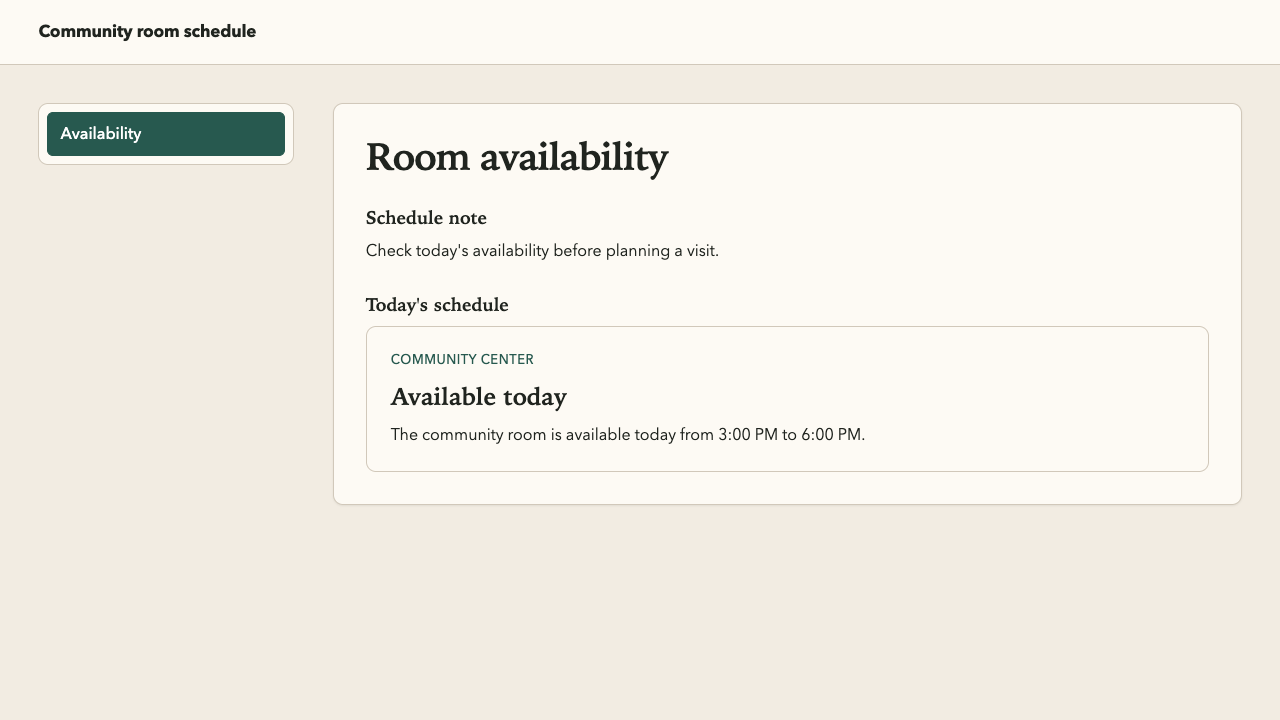 Community room schedule
Availability
Room availability
Schedule note
Check today's availability before planning a visit.
Today's schedule
COMMUNITY CENTER
Available today
The community room is available today from 3:00 PM to 6:00 PM.